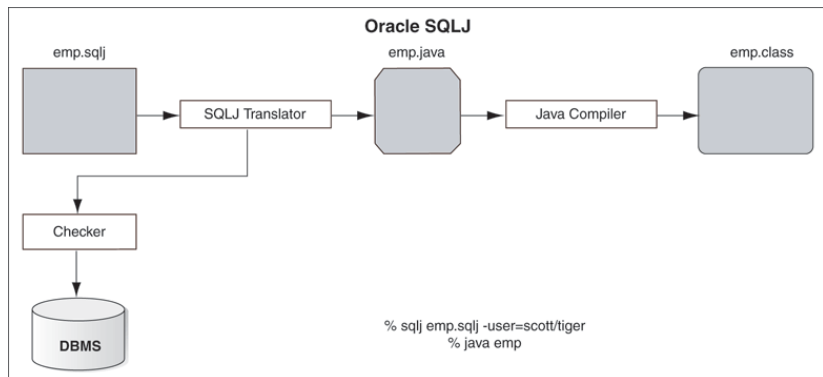 Oracle SQLJ
emp.sqlj
emp.java
emp.class
SQLJ Translator
Java Compiler
Checker
DBMS
% sqlj emp.sqlj -user=scott/tiger
% java emp